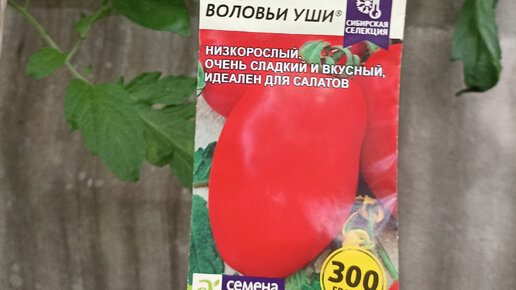 ВОЛОВЬИ УШИ®
СИБИРСКАЯ
СЕЛЕКЦИЯ
НИЗКОРОСЛЫЙ,
ОЧЕНЬ СЛАДКИЙ И ВКУСНЫЙ,
ИДЕАЛЕН ДЛЯ САЛАТОВ
300
семена